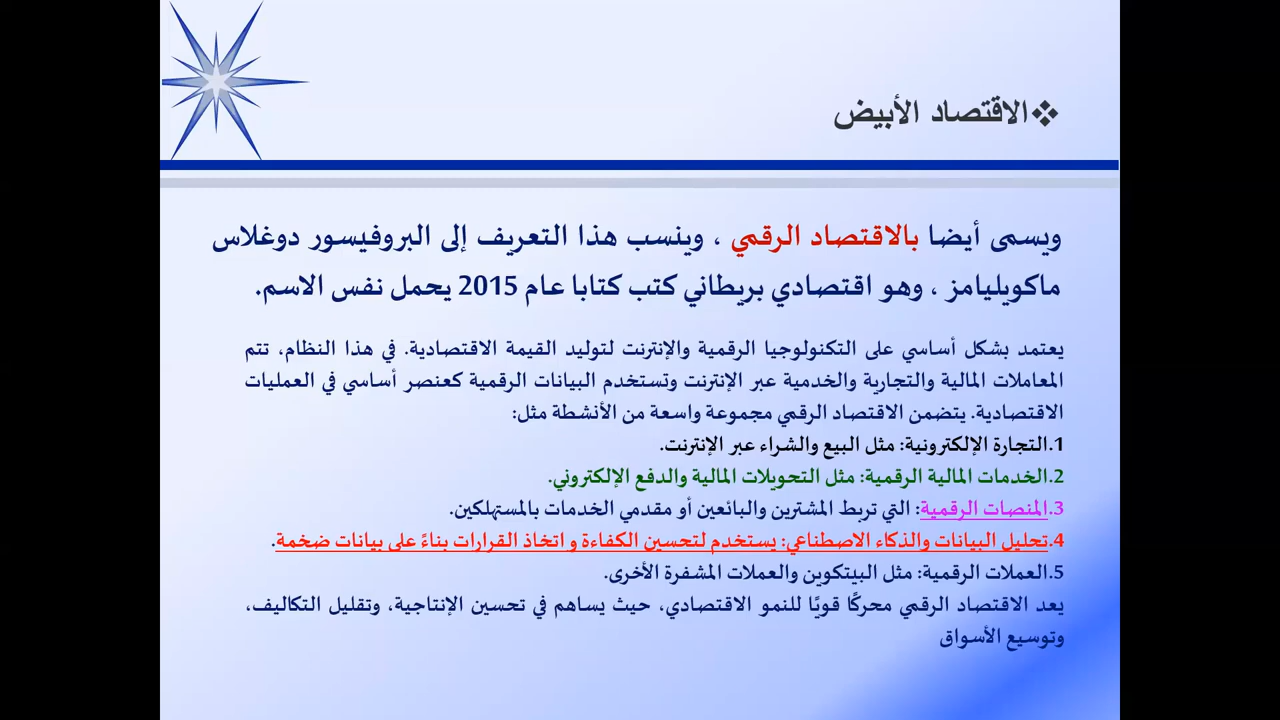 ❖الاقتصاد الأبيض
ويسمى أيضا بالاقتصاد الرقمي ، وينسب هذا التعريف إلى البروفيسور دوغلاس
ماكويليامز ، وهو اقتصادي بريطاني كتب كتابا عام 2015 يحمل نفس الاسم.
يعتمد بشكل أساسي على التكنولوجيا الرقمية والإنترنت لتوليد القيمة الاقتصادية. في هذا النظام، تتم
المعاملات المالية والتجارية والخدمية عبر الإنترنت وتستخدم البيانات الرقمية كعنصر أساسي في العمليات
الاقتصادية. يتضمن الاقتصاد الرقمي مجموعة واسعة من الأنشطة مثل:
1.التجارة الإلكترونية: مثل البيع والشراء عبر الإنترنت.
2.الخدمات المالية الرقمية: مثل التحويلات المالية والدفع الإلكتروني.
3.المنصات الرقمية: التي تربط المشترين والبائعين أو مقدمي الخدمات بالمستهلكين.
4.تحليل البيانات والذكاء الاصطناعي: يستخدم لتحسين الكفاءة و اتخاذ القرارات بناءً على بيانات ضخمة.
5.العملات الرقمية: مثل البيتكوين والعملات المشفرة الأخرى.
يعد الاقتصاد الرقمي محركًا قويًا للنمو الاقتصادي، حيث يساهم في تحسين الإنتاجية، وتقليل التكاليف،
وتوسيع الأسواق